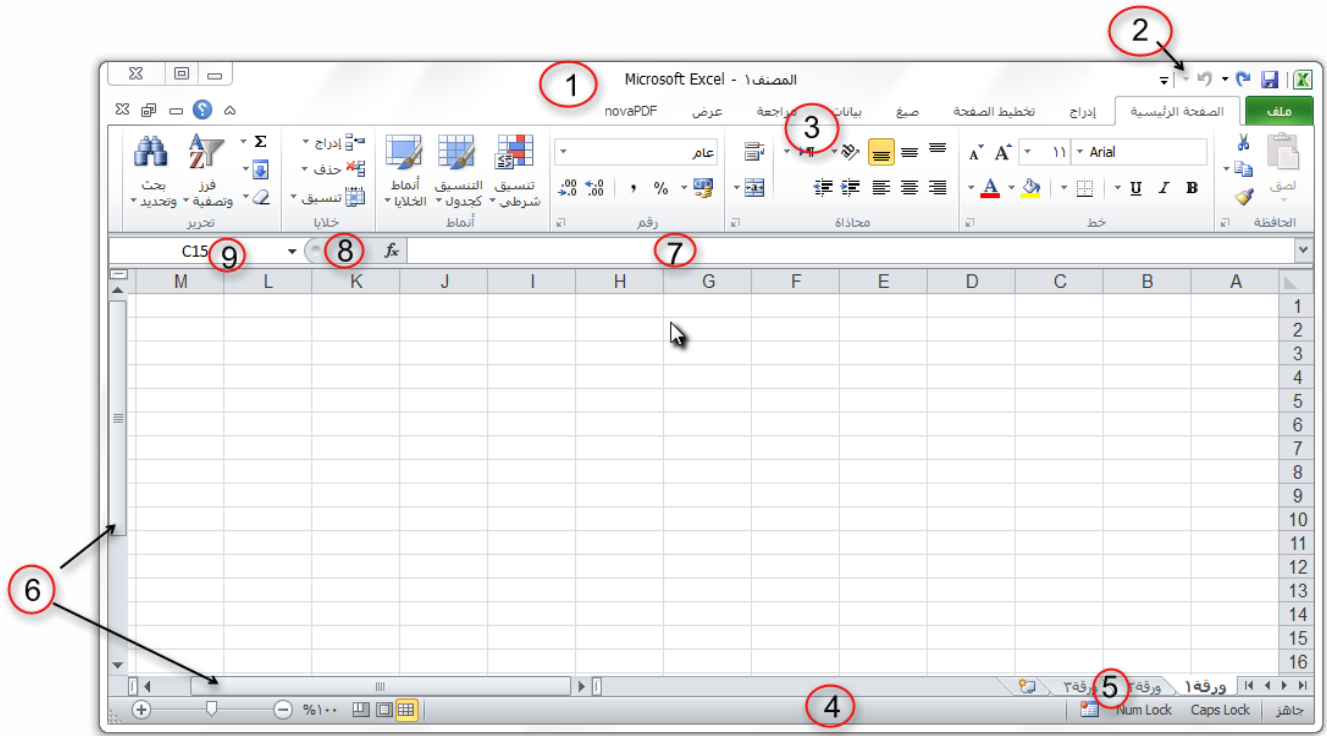 2
المصنف١ - Microsoft Excel
1
ملف الصفحة الرئيسية إدراج تخطيط الصفحة صيغ بيانات مراجعة عرض novaPDF
3
Arial ١١ عام
إدراج Σ
حذف
تنسيق
لصق B I U A % , تنسيق شرطي التنسيق كجدول أنماط الخلايا فرز وتصفية بحث وتحديد
الحافظة خط محاذاة رقم أنماط خلايا تحرير
C15 9 8 fx 7
A B C D E F G H I J K L M
1
2
3
4
5
6
7
8
9
10
11
12
13
14
15
16
6
ورقة١ 5 ورقة٣
جاهز Caps Lock Num Lock 4 ١٠٠%